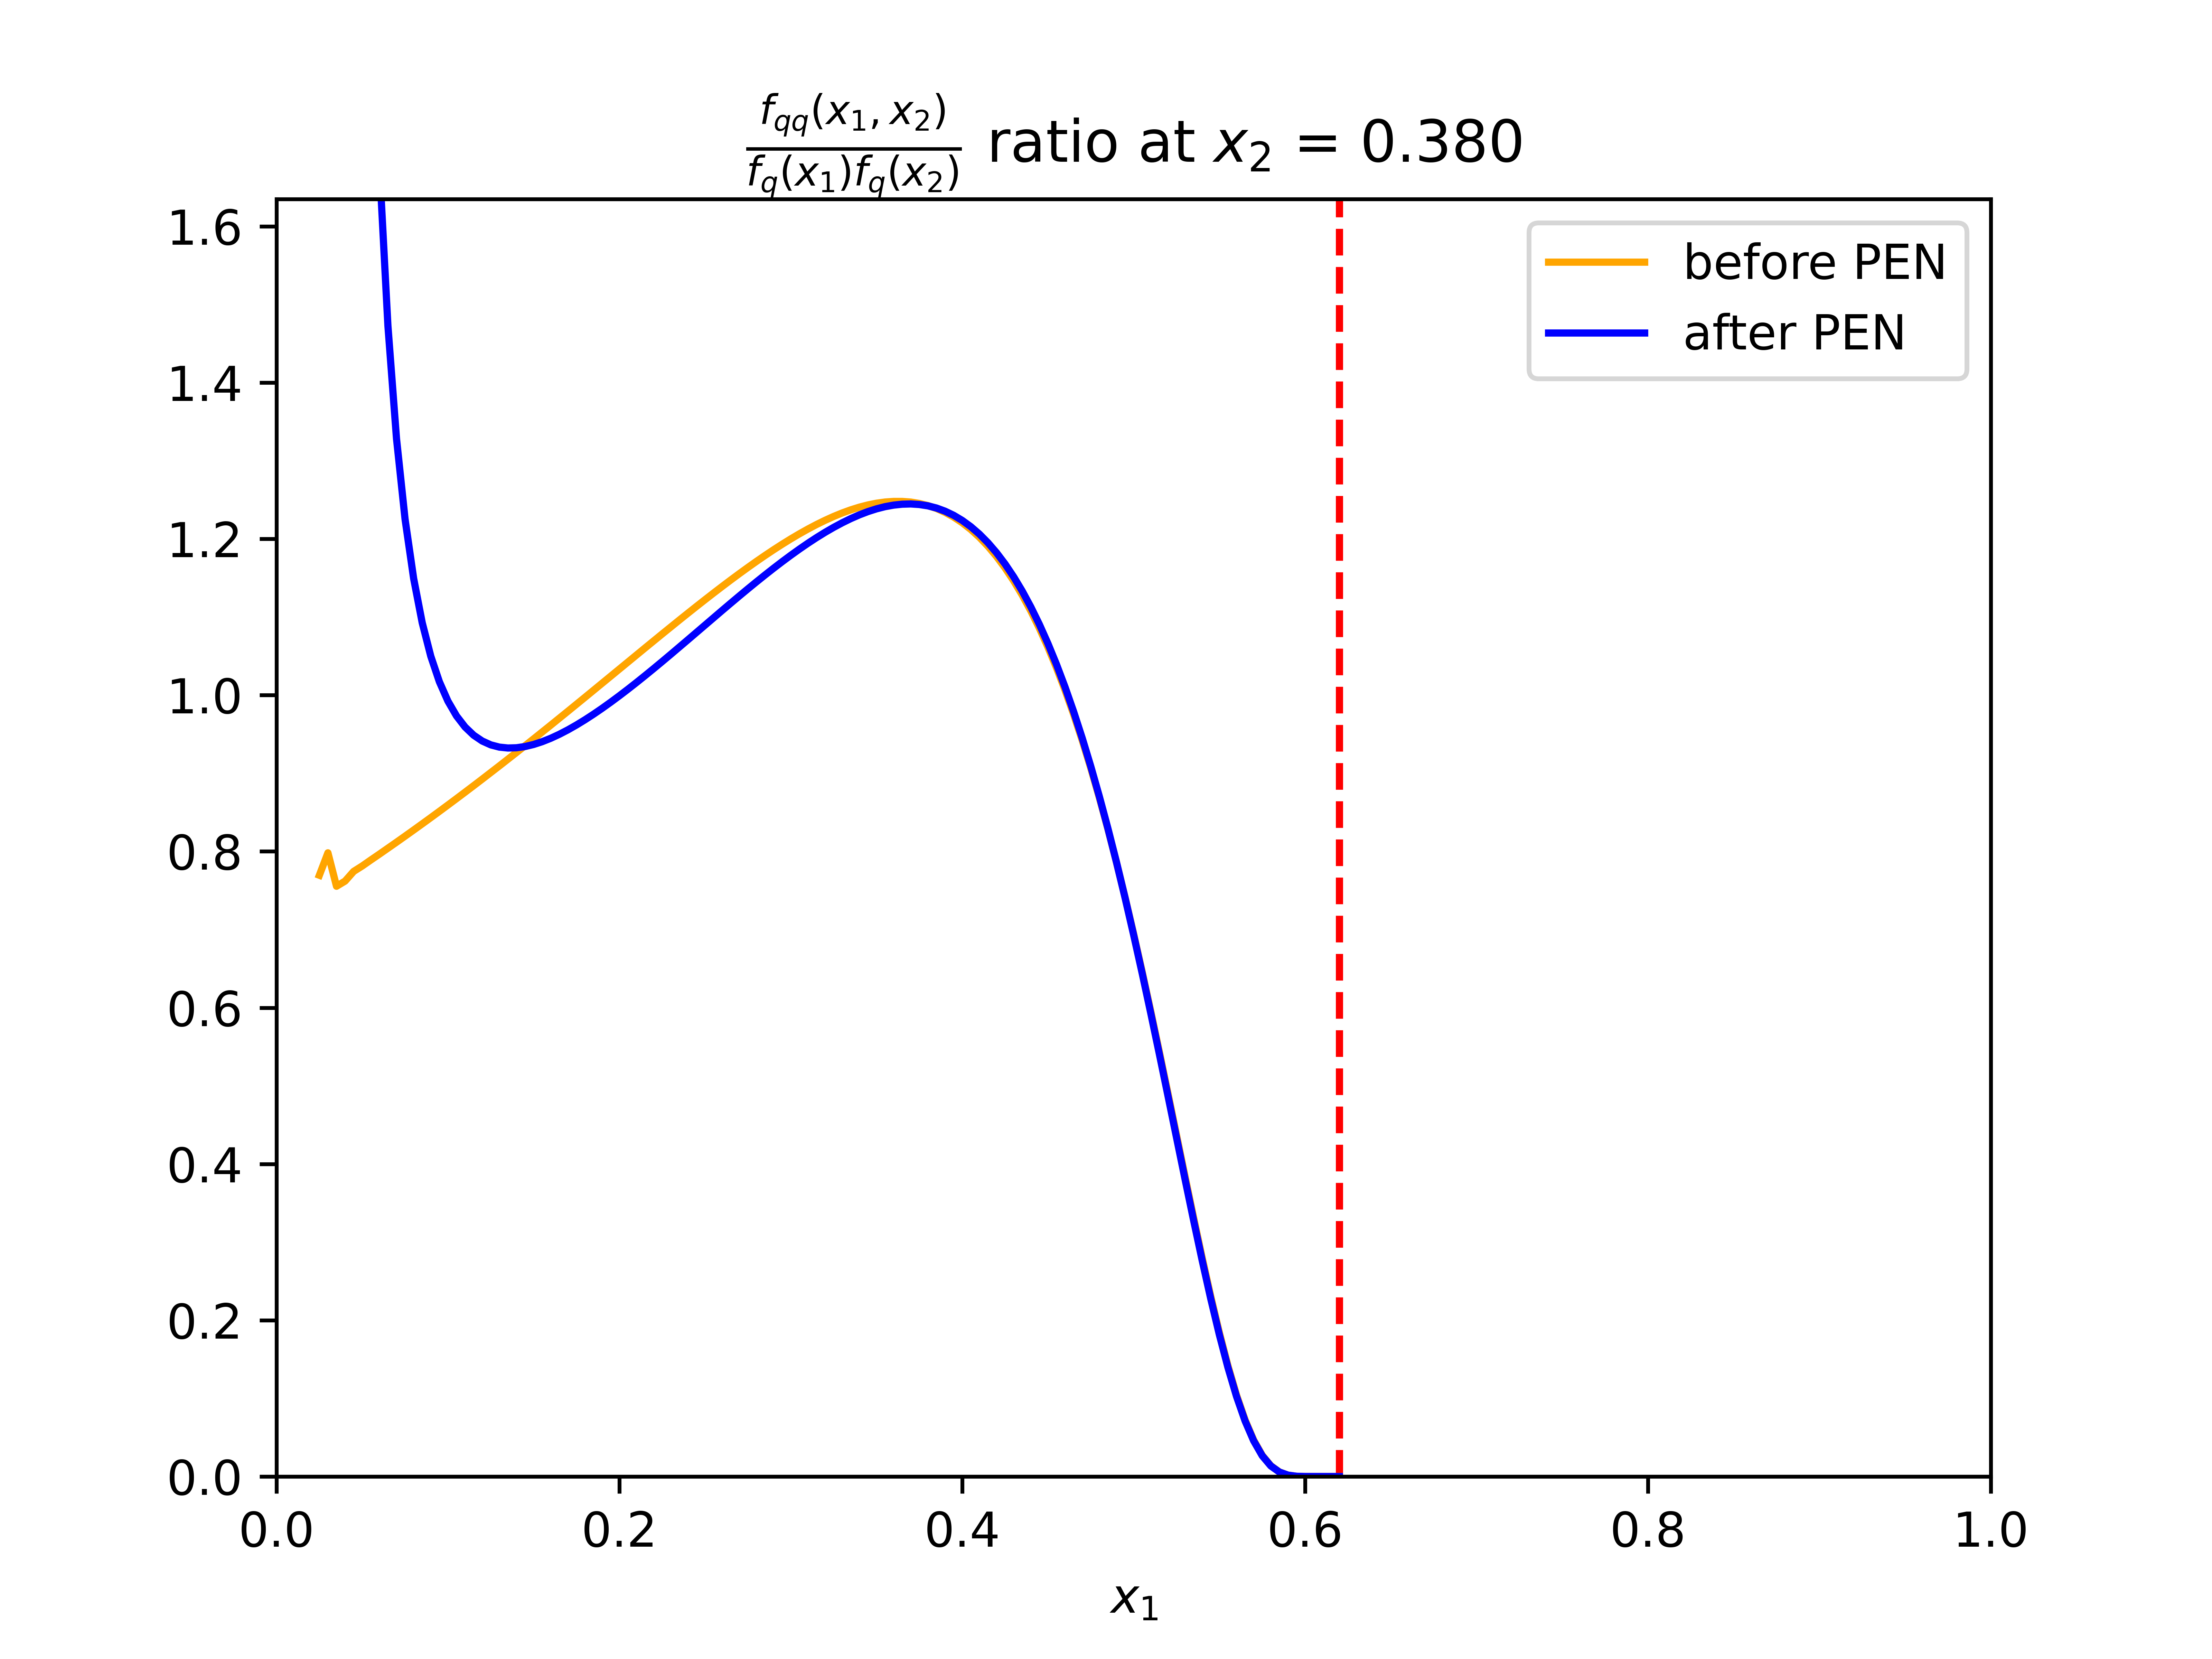 f_{qq}(x_1, x_2)
f_q(x_1)f_q(x_2) ratio at x_2 = 0.380
before PEN
after PEN
1.6
1.4
1.2
1.0
0.8
0.6
0.4
0.2
0.0
0.0 0.2 0.4 0.6 0.8 1.0
x_1